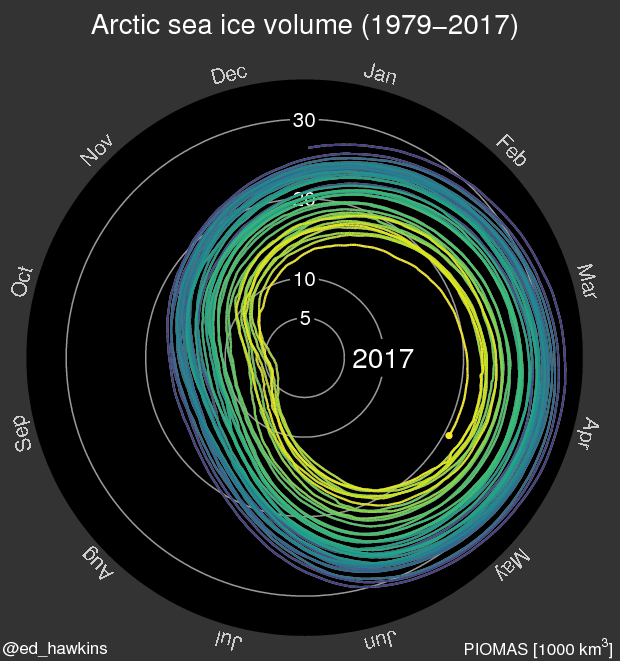 Arctic sea ice volume (1979−2017)
Dec
Jan
Nov
Feb
30
20
Oct
Mar
10
5
2017
Sep
Apr
Aug
May
Jul
Jun
@ed_hawkins
PIOMAS [1000 km³]